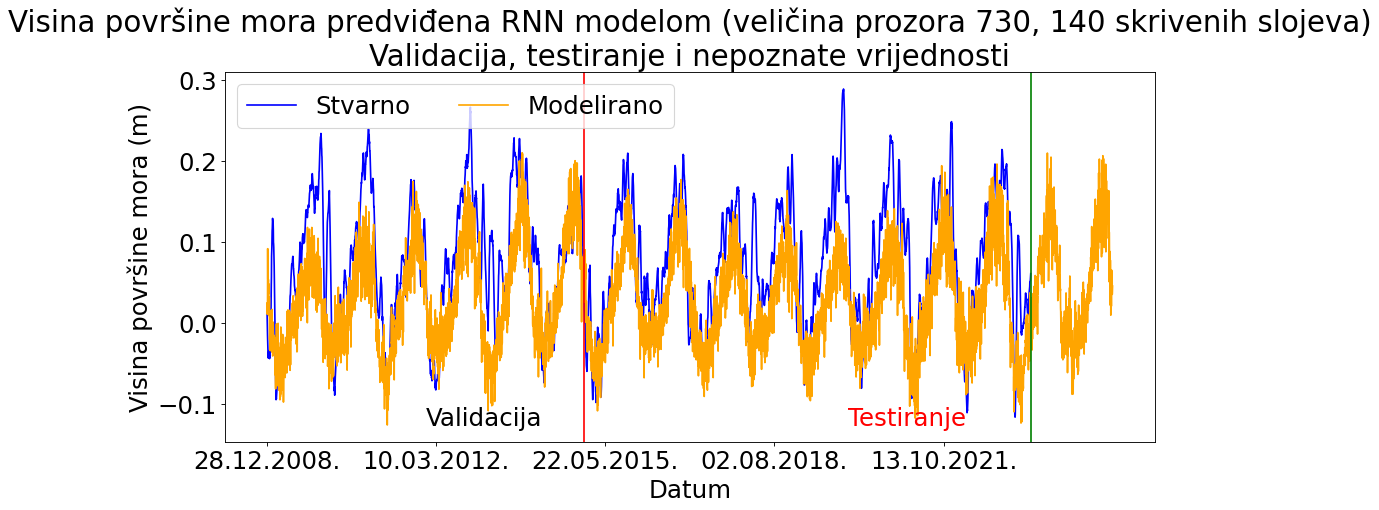 Visina površine mora predviđena RNN modelom (veličina prozora 730, 140 skrivenih slojeva)
Validacija, testiranje i nepoznate vrijednosti
Visina površine mora (m)
0.3
0.2
0.1
0.0
−0.1
Stvarno
Modelirano
Validacija
Testiranje
28.12.2008.
10.03.2012.
22.05.2015.
02.08.2018.
13.10.2021.
Datum